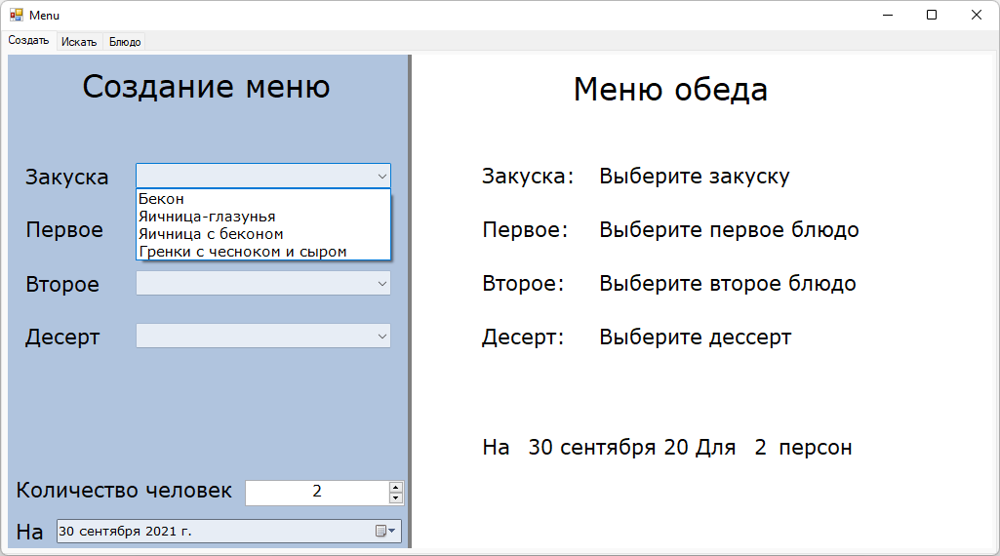 Menu
Создать Искать Блюдо
Создание меню
Закуска
Бекон
Яичница-глазунья
Яичница с беконом
Гренки с чесноком и сыром
Первое
Второе
Десерт
Количество человек 2
На 30 сентября 2021 г.
Меню обеда
Закуска: Выберите закуску
Первое: Выберите первое блюдо
Второе: Выберите второе блюдо
Десерт: Выберите дессерт
На 30 сентября 20 Для 2 персон